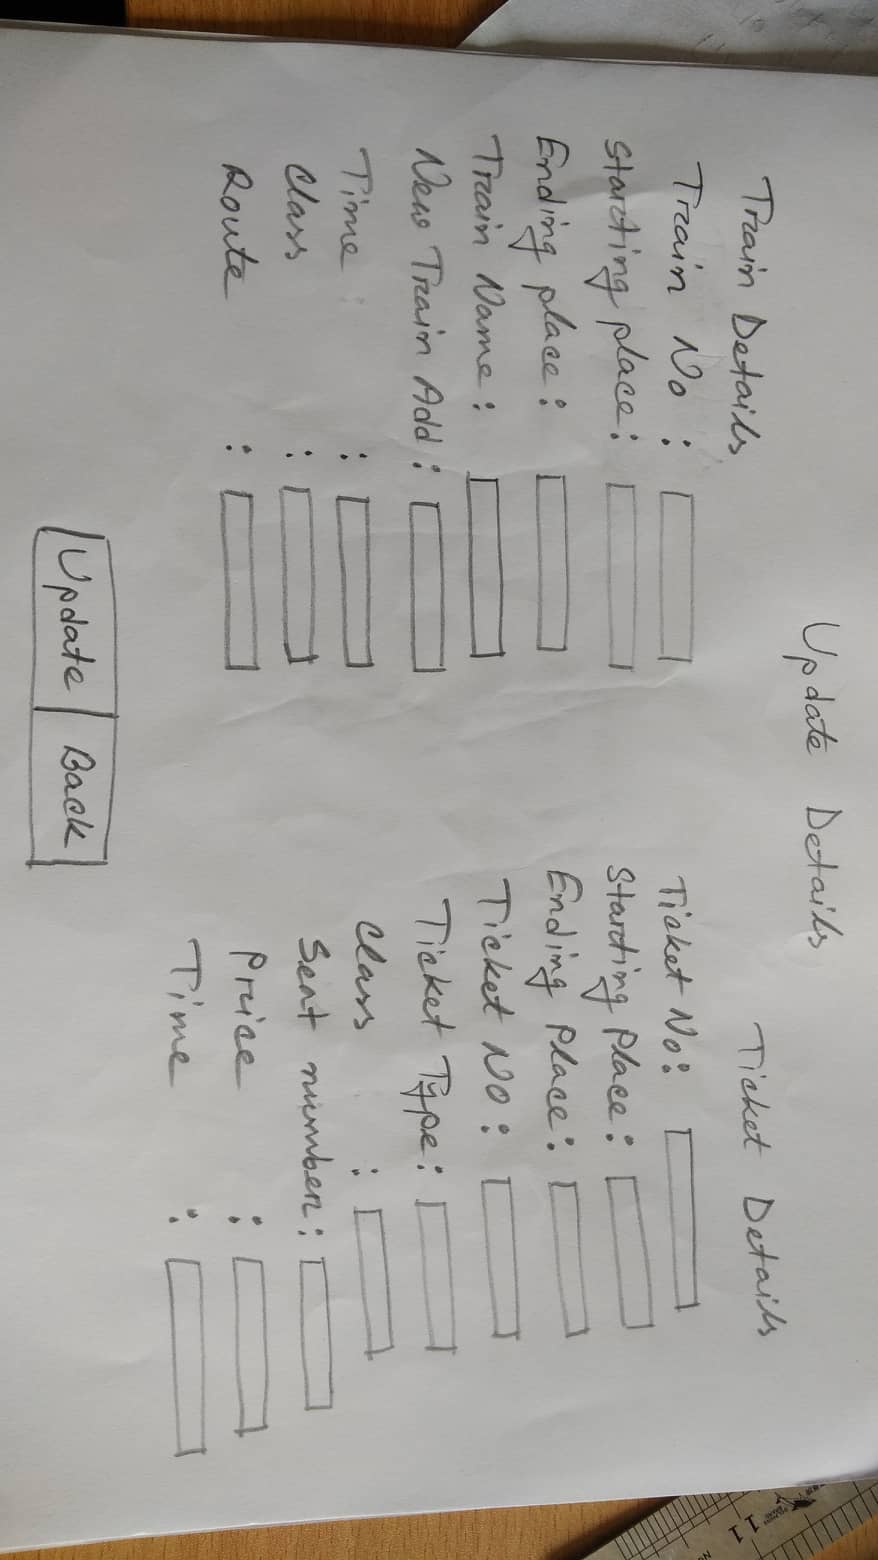 Update Details
Train Details
Train No :
Starting place :
Ending place :
Train Name :
New Train Add :
Time :
Class :
Route :
Ticket Details
Ticket No :
Starting Place :
Ending Place :
Ticket NO :
Ticket Type :
Class :
Seat number :
Price :
Time :
Update Back
11